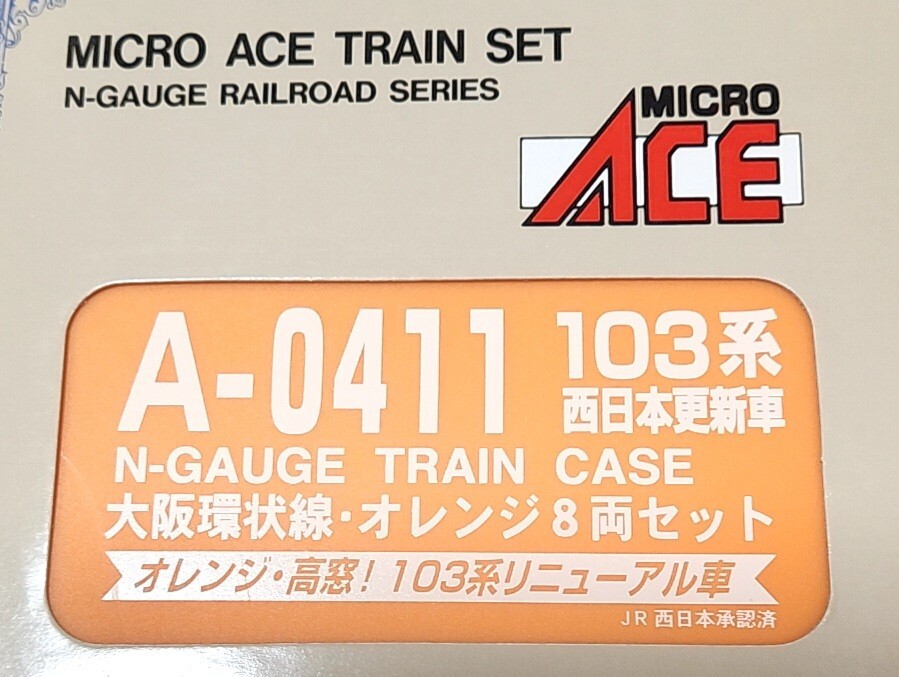 MICRO ACE TRAIN SET
N-GAUGE RAILROAD SERIES
MICRO
ACE
A-0411
103系
西日本更新車
N-GAUGE TRAIN CASE
大阪環状線・オレンジ8両セット
オレンジ・高窓!103系リニューアル車
JR西日本承認済